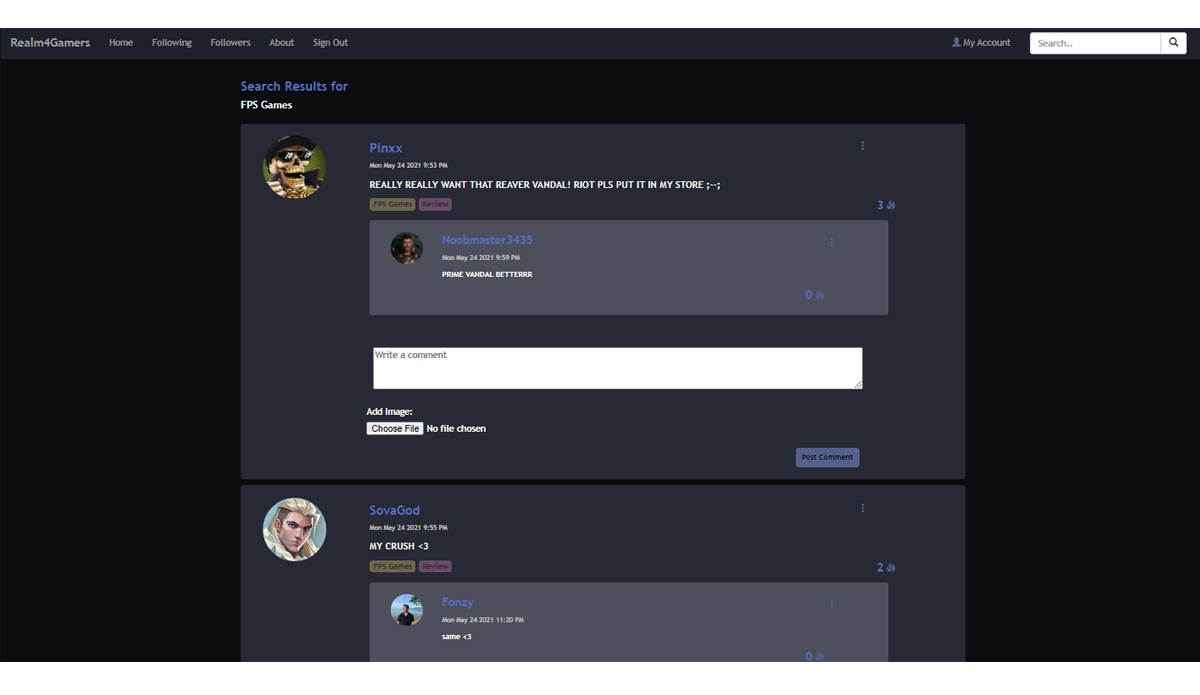 Realm4Gamers Home Following Followers About Sign Out My Account Search..
Search Results for
FPS Games
Pinxx
Mon May 24 2021 9:53 PM
REALLY REALLY WANT THAT REAVER VANDAL! RIOT PLS PUT IT IN MY STORE ;--;
FPS Games Review 3
Noobmaster3435
Mon May 24 2021 9:59 PM
PRIME VANDAL BETTERRR
0
Write a comment
Add Image:
Choose File No file chosen
Post Comment
SovaGod
Mon May 24 2021 9:55 PM
MY CRUSH <3
FPS Games Review 2
Fonzy
Mon May 24 2021 11:20 PM
same <3
0